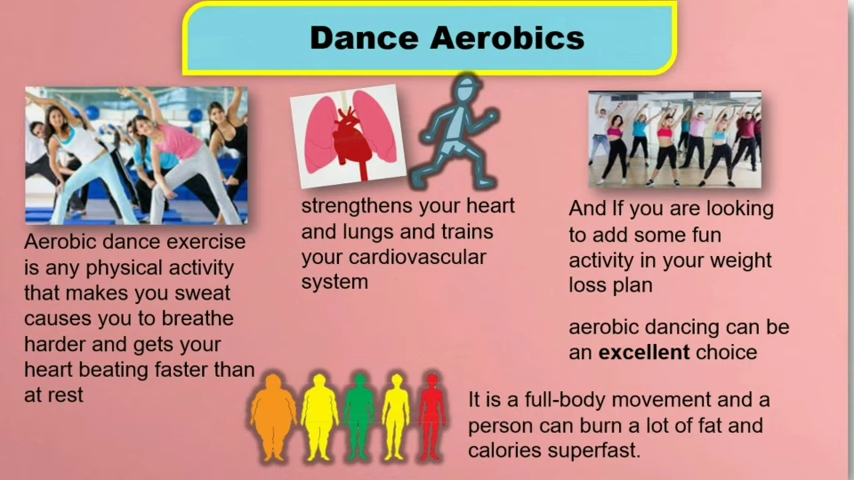 Dance Aerobics
Aerobic dance exercise
is any physical activity
that makes you sweat
causes you to breathe
harder and gets your
heart beating faster than
at rest
strengthens your heart
and lungs and trains
your cardiovascular
system
And If you are looking
to add some fun
activity in your weight
loss plan
aerobic dancing can be
an excellent choice
It is a full-body movement and a
person can burn a lot of fat and
calories superfast.